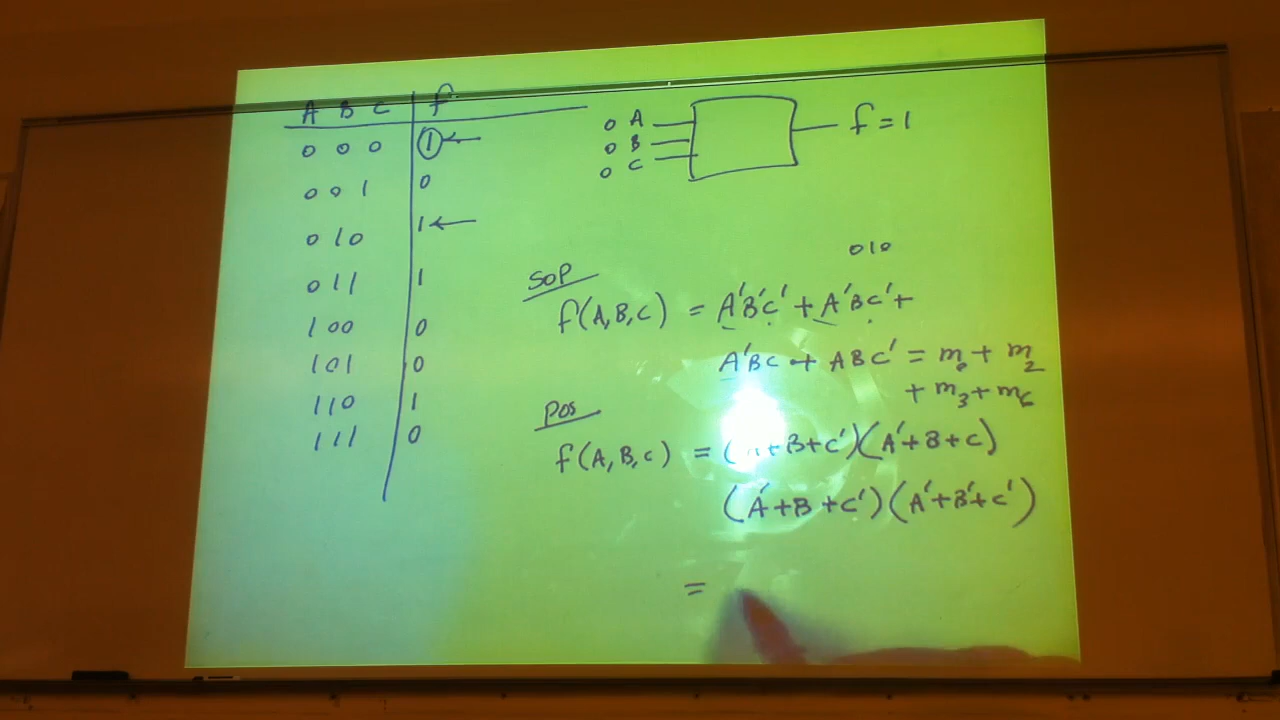 A B C f
0 0 0 1 ←
0 0 1 0
0 1 0 1 ←
0 1 1 1
1 0 0 0
1 0 1 0
1 1 0 1
1 1 1 0
0 A
0 B
0 C
f = 1
010
SOP
f(A,B,C) = A'B'C' + A'BC' +
A'BC + ABC' = m₀ + m₂
+ m₃ + m₆
POS
f(A,B,C) = ( +B+C')(A'+B+C)
(A'+B+C')(A'+B'+C')
=